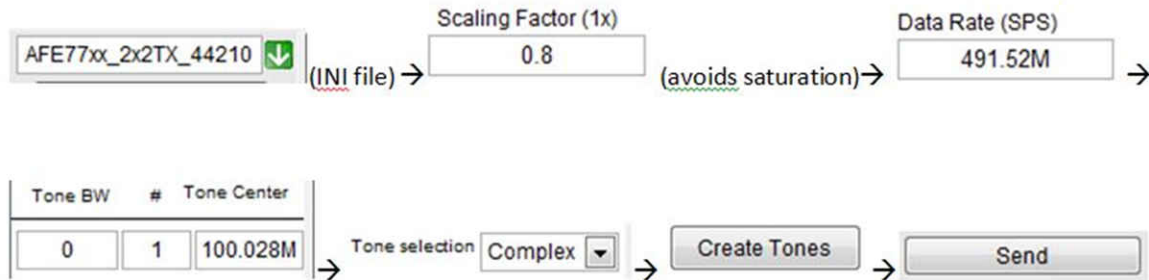 Scaling Factor (1x) Data Rate (SPS)
AFE77xx_2x2TX_44210 (INI file) → 0.8 (avoids saturation)→ 491.52M →
Tone BW # Tone Center
0 1 100.028M → Tone selection Complex → Create Tones → Send